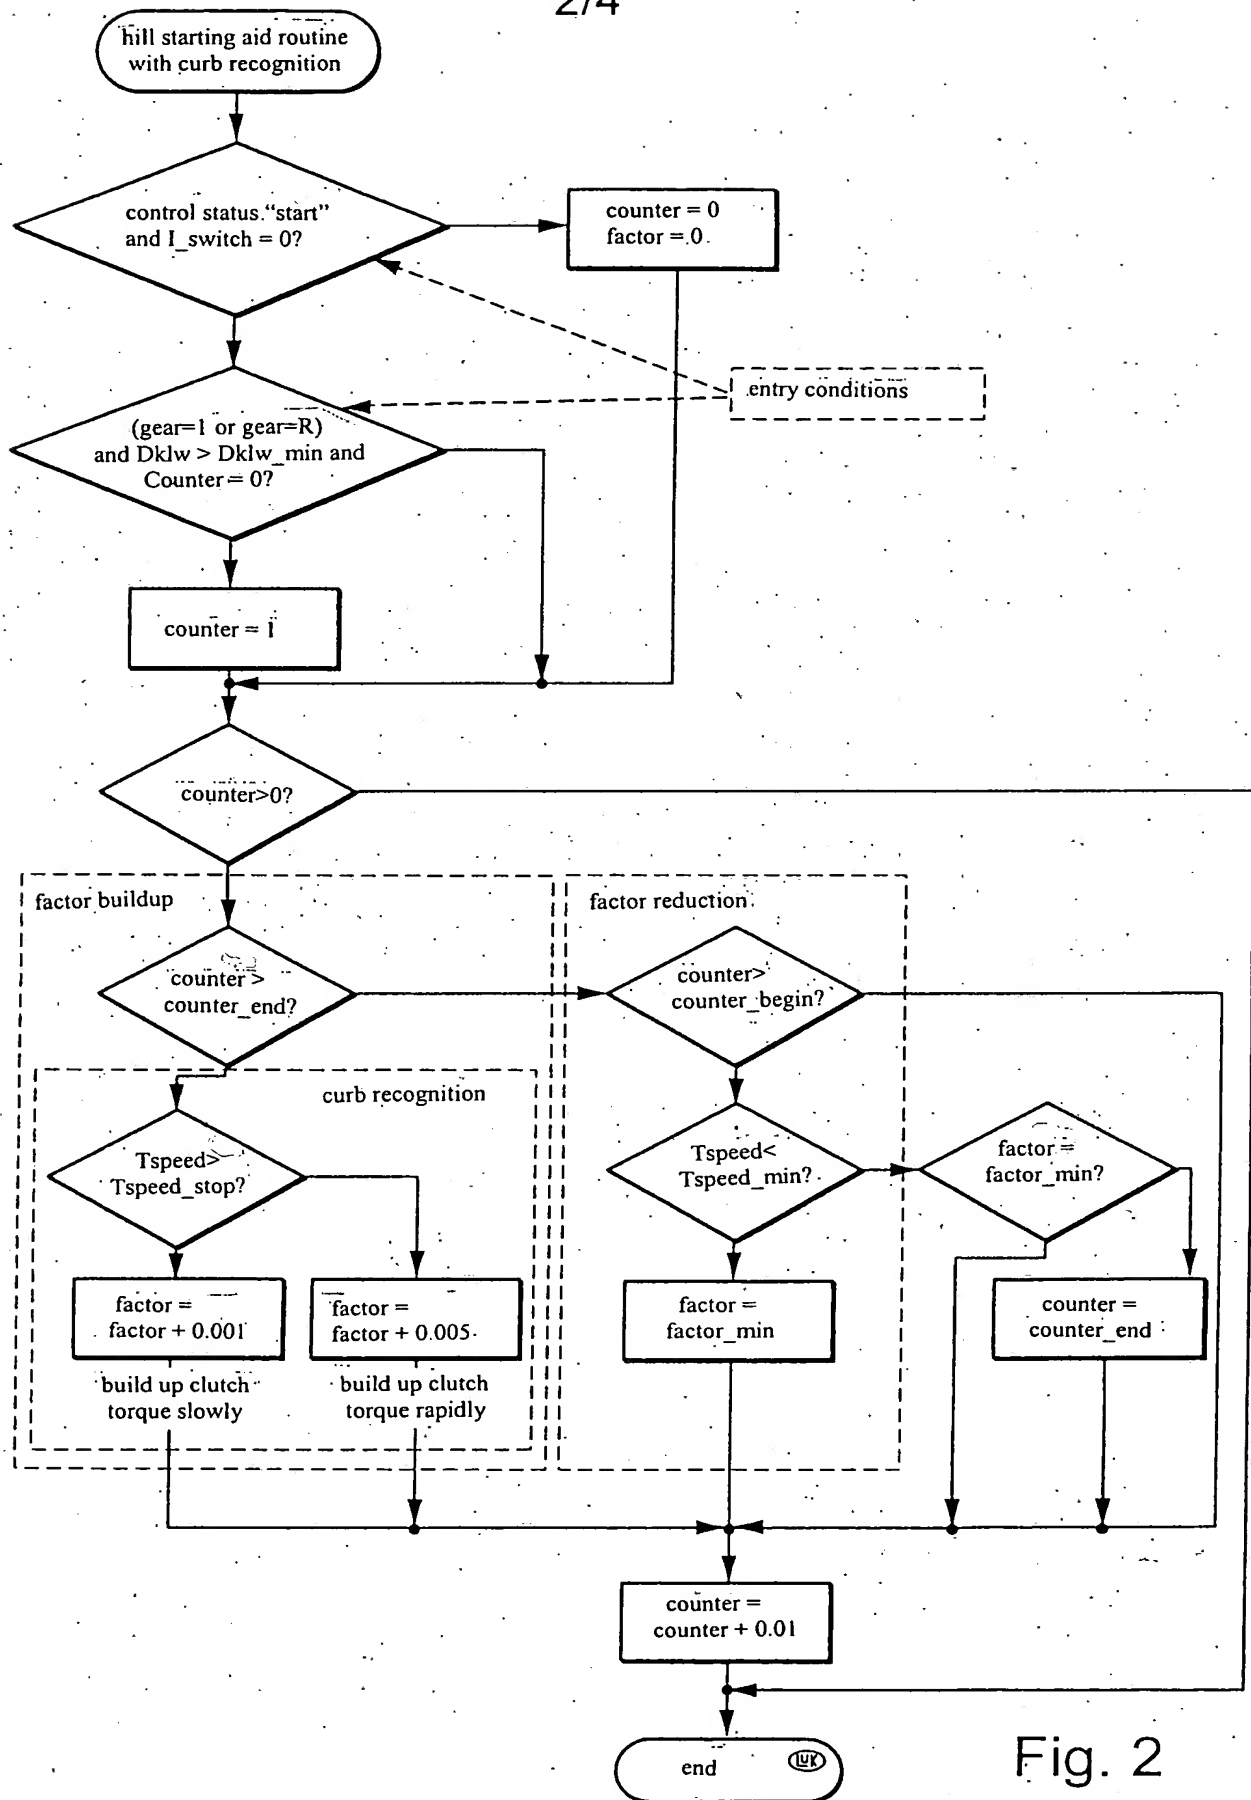 2/4
hill starting aid routine
with curb recognition
control status "start"
and I_switch = 0?
counter = 0
factor = 0
entry conditions
(gear=1 or gear=R)
and Dklw > Dklw_min and
Counter = 0?
counter = 1
counter>0?
factor buildup
factor reduction
counter >
counter_end?
counter>
counter_begin?
curb recognition
Tspeed>
Tspeed_stop?
Tspeed<
Tspeed_min?
factor =
factor_min?
factor =
factor + 0.001
factor =
factor + 0.005
factor =
factor_min
counter =
counter_end
build up clutch
torque slowly
build up clutch
torque rapidly
counter =
counter + 0.01
end
LUK
Fig. 2